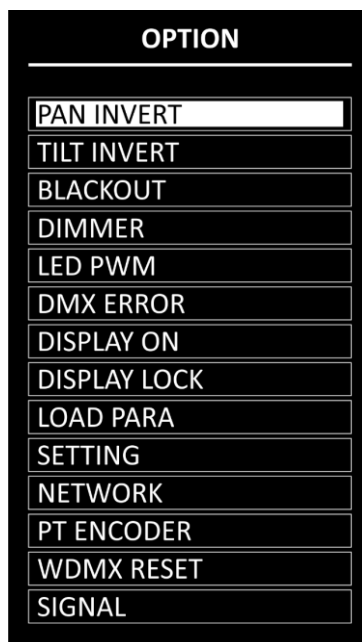 OPTION
PAN INVERT
TILT INVERT
BLACKOUT
DIMMER
LED PWM
DMX ERROR
DISPLAY ON
DISPLAY LOCK
LOAD PARA
SETTING
NETWORK
PT ENCODER
WDMX RESET
SIGNAL